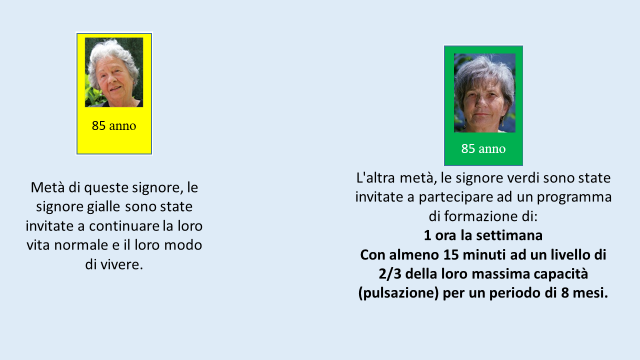 85 anno
Metà di queste signore, le
signore gialle sono state
invitate a continuare la loro
vita normale e il loro modo
di vivere.
85 anno
L'altra metà, le signore verdi sono state
invitate a partecipare ad un programma
di formazione di:
1 ora la settimana
Con almeno 15 minuti ad un livello di
2/3 della loro massima capacità
(pulsazione) per un periodo di 8 mesi.